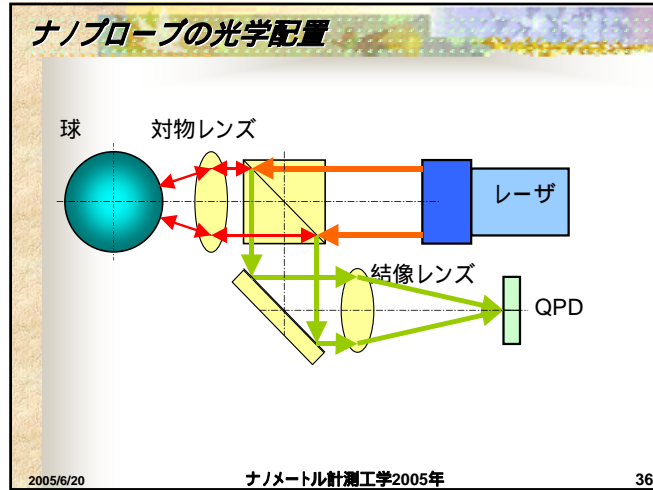 ナノプローブの光学配置
球
対物レンズ
レーザ
結像レンズ
QPD
2005/6/20
ナノメートル計測工学2005年
36